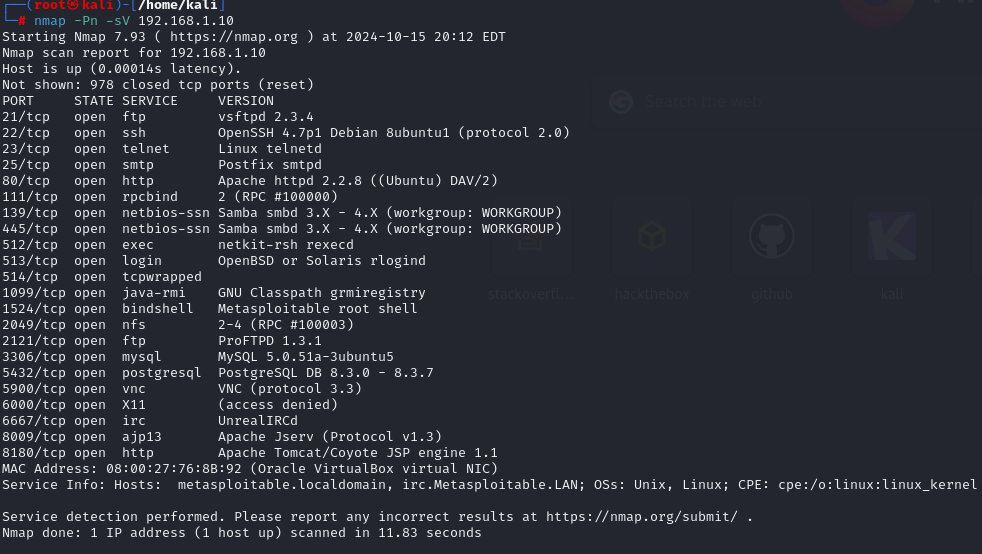 ┌──(root㉿kali)-[/home/kali]
└─# nmap -Pn -sV 192.168.1.10
Starting Nmap 7.93 ( https://nmap.org ) at 2024-10-15 20:12 EDT
Nmap scan report for 192.168.1.10
Host is up (0.00014s latency).
Not shown: 978 closed tcp ports (reset)
PORT     STATE SERVICE     VERSION
21/tcp   open  ftp         vsftpd 2.3.4
22/tcp   open  ssh         OpenSSH 4.7p1 Debian 8ubuntu1 (protocol 2.0)
23/tcp   open  telnet      Linux telnetd
25/tcp   open  smtp        Postfix smtpd
80/tcp   open  http        Apache httpd 2.2.8 ((Ubuntu) DAV/2)
111/tcp  open  rpcbind     2 (RPC #100000)
139/tcp  open  netbios-ssn Samba smbd 3.X - 4.X (workgroup: WORKGROUP)
445/tcp  open  netbios-ssn Samba smbd 3.X - 4.X (workgroup: WORKGROUP)
512/tcp  open  exec        netkit-rsh rexecd
513/tcp  open  login       OpenBSD or Solaris rlogind
514/tcp  open  tcpwrapped
1099/tcp open  java-rmi    GNU Classpath grmiregistry
1524/tcp open  bindshell   Metasploitable root shell
2049/tcp open  nfs         2-4 (RPC #100003)
2121/tcp open  ftp         ProFTPD 1.3.1
3306/tcp open  mysql       MySQL 5.0.51a-3ubuntu5
5432/tcp open  postgresql  PostgreSQL DB 8.3.0 - 8.3.7
5900/tcp open  vnc         VNC (protocol 3.3)
6000/tcp open  X11         (access denied)
6667/tcp open  irc         UnrealIRCd
8009/tcp open  ajp13       Apache Jserv (Protocol v1.3)
8180/tcp open  http        Apache Tomcat/Coyote JSP engine 1.1
MAC Address: 08:00:27:76:8B:92 (Oracle VirtualBox virtual NIC)
Service Info: Hosts:  metasploitable.localdomain, irc.Metasploitable.LAN; OSs: Unix, Linux; CPE: cpe:/o:linux:linux_kernel
Service detection performed. Please report any incorrect results at https://nmap.org/submit/ .
Nmap done: 1 IP address (1 host up) scanned in 11.83 seconds
Search the web
stackoverfl... hackthebox github kali